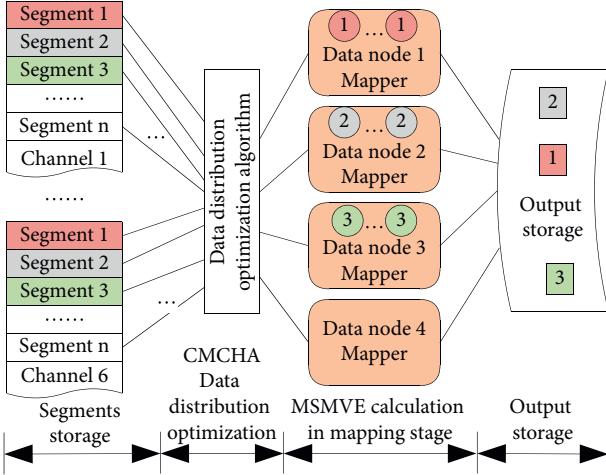 Segment 1
Segment 2
Segment 3
......
Segment n
Channel 1
......
Segment 1
Segment 2
Segment 3
......
Segment n
Channel 6
...
...
Data distribution
optimization algorithm
1 ... 1
Data node 1
Mapper
2 ... 2
Data node 2
Mapper
3 ... 3
Data node 3
Mapper
Data node 4
Mapper
2
1
Output
storage
3
Segments
storage
CMCHA
Data
distribution
optimization
MSMVE calculation
in mapping stage
Output
storage